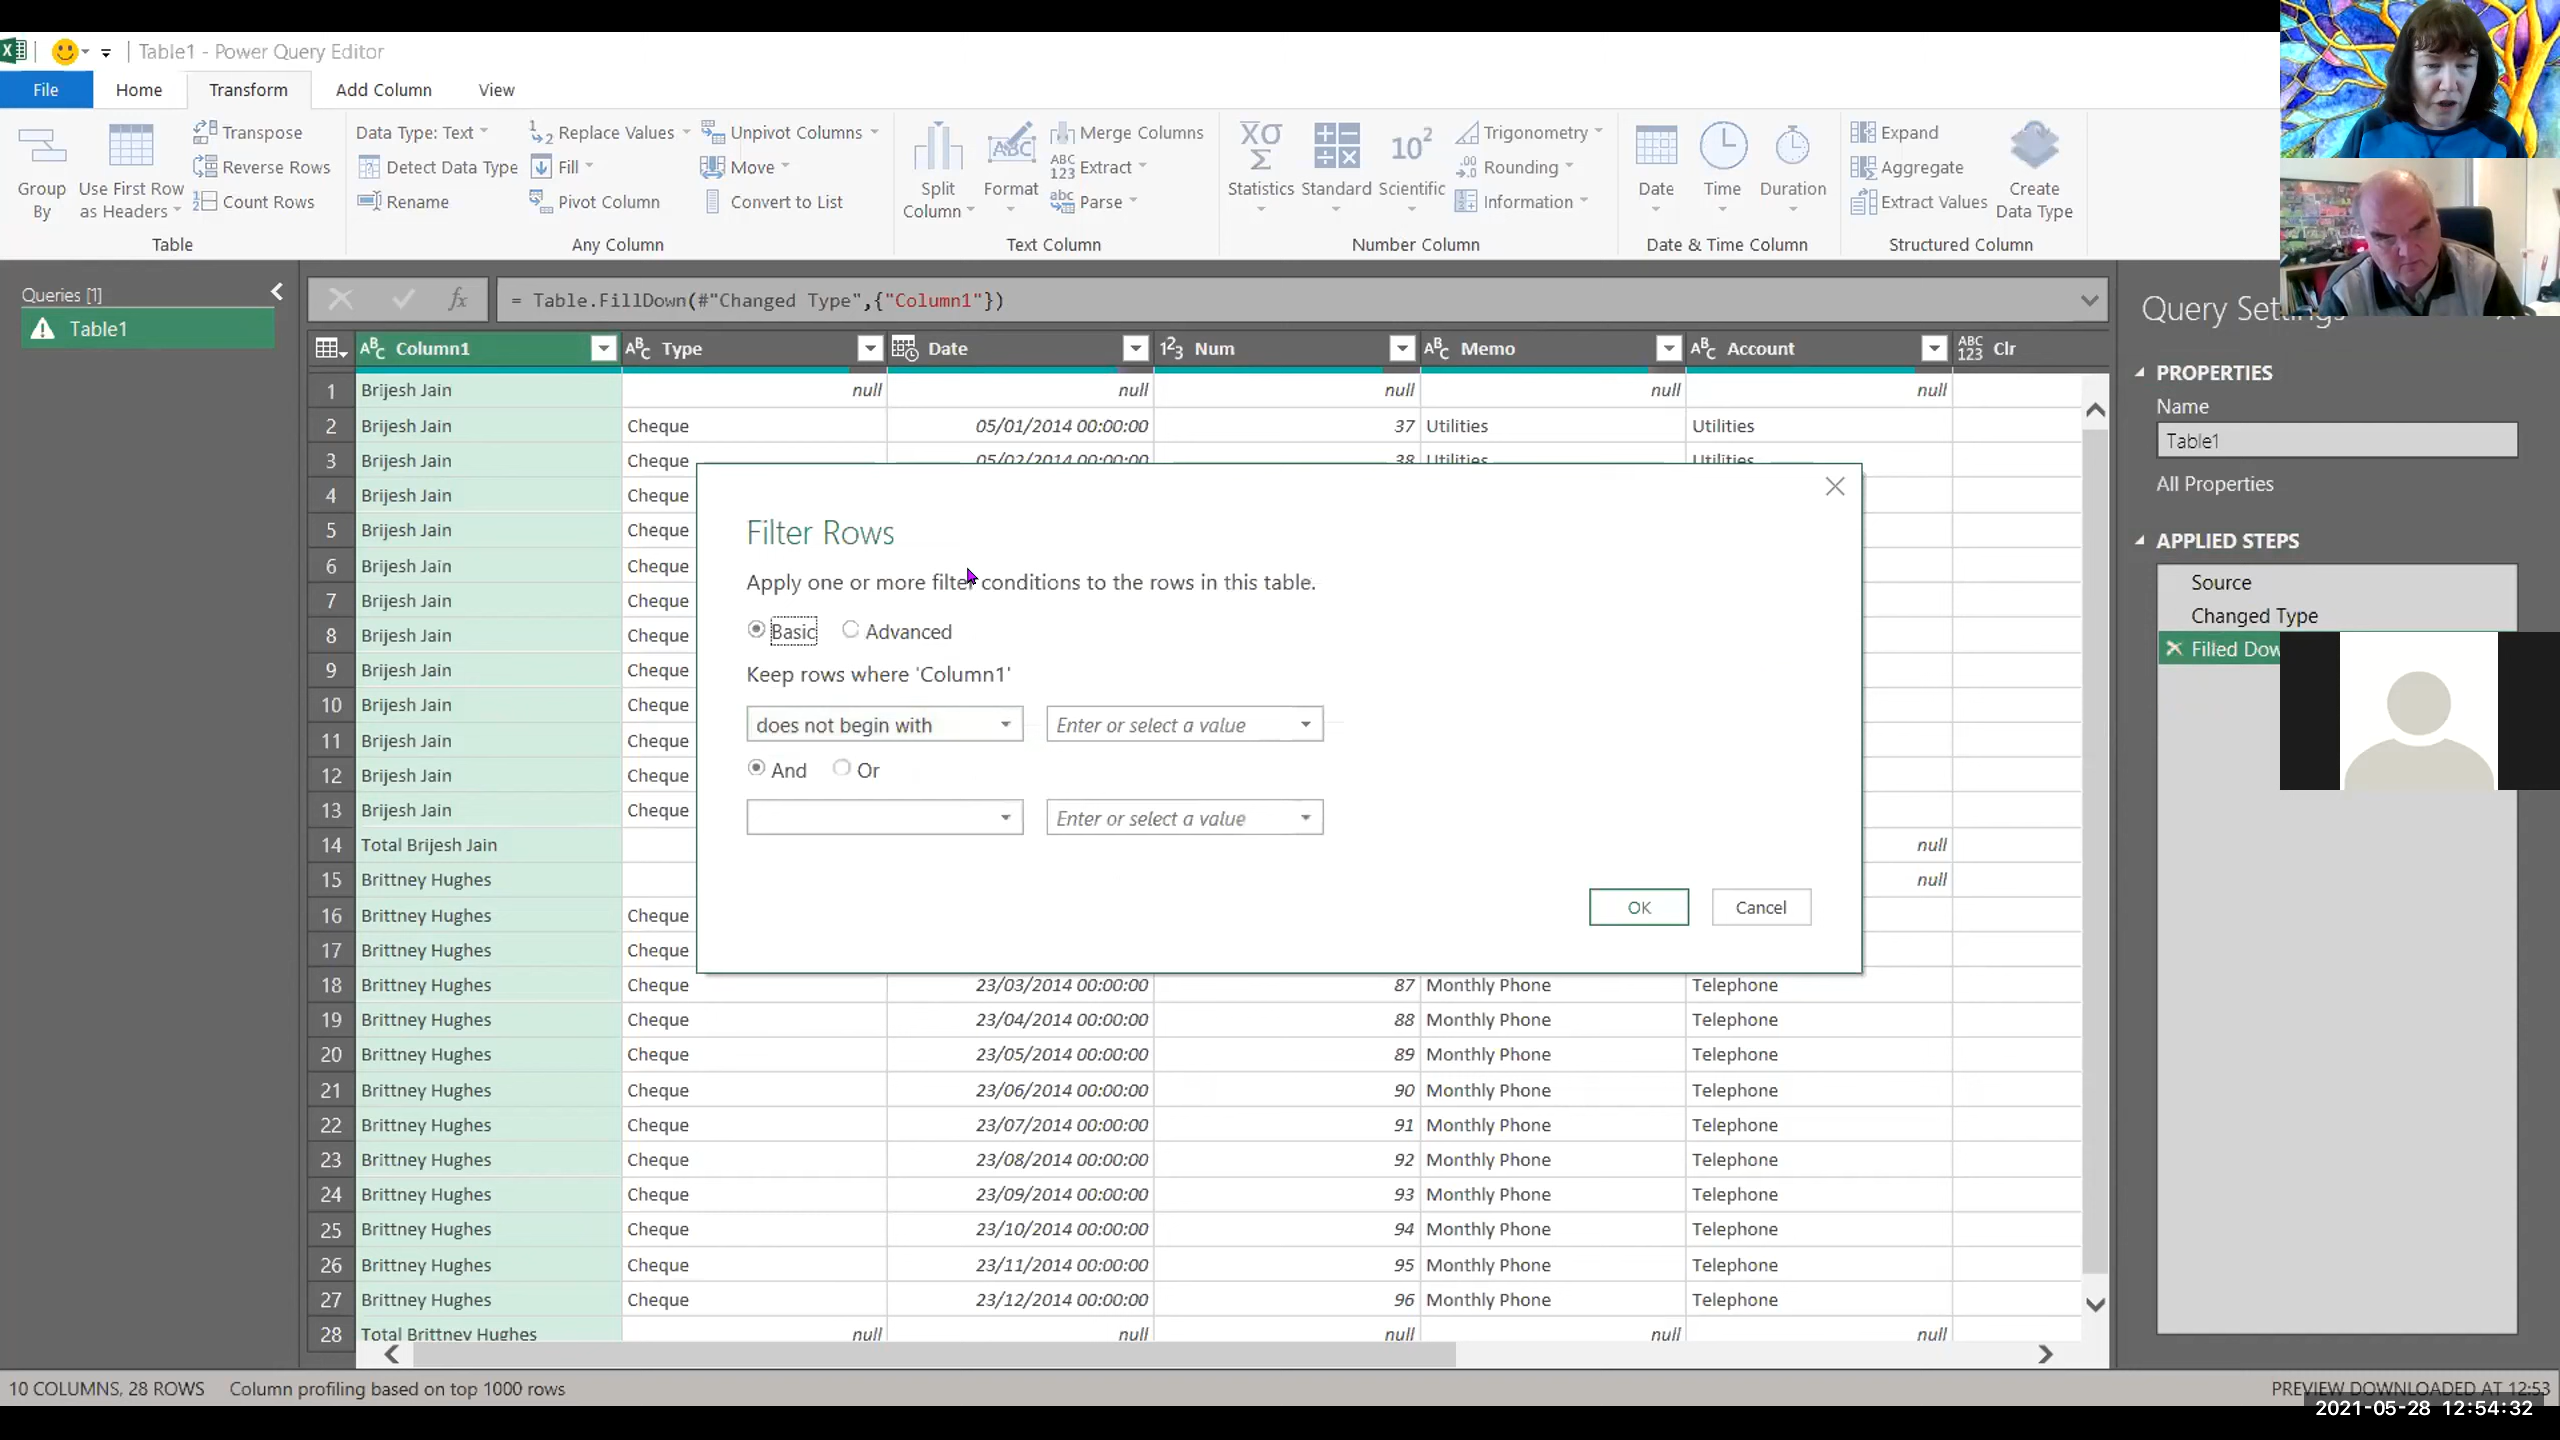 Table1 - Power Query Editor
File Home Transform Add Column View
Group By
Use First Row as Headers
Transpose
Reverse Rows
Count Rows
Table
Data Type: Text
Detect Data Type
Rename
Replace Values
Fill
Pivot Column
Unpivot Columns
Move
Convert to List
Any Column
Split Column
Format
Merge Columns
Extract
Parse
Text Column
Statistics
Standard
Scientific
Trigonometry
Rounding
Information
Number Column
Date
Time
Duration
Date & Time Column
Expand
Aggregate
Extract Values
Create Data Type
Structured Column
Queries [1]
Table1
= Table.FillDown(#"Changed Type",{"Column1"})
Column1 Type Date Num Memo Account Clr
1 Brijesh Jain null null null null null
2 Brijesh Jain Cheque 05/01/2014 00:00:00 37 Utilities Utilities
3 Brijesh Jain Cheque 05/02/2014 00:00:00 38 Utilities Utilities
4 Brijesh Jain Cheque
5 Brijesh Jain Cheque
6 Brijesh Jain Cheque
7 Brijesh Jain Cheque
8 Brijesh Jain Cheque
9 Brijesh Jain Cheque
10 Brijesh Jain Cheque
11 Brijesh Jain Cheque
12 Brijesh Jain Cheque
13 Brijesh Jain Cheque
14 Total Brijesh Jain null
15 Brittney Hughes null
16 Brittney Hughes Cheque
17 Brittney Hughes Cheque
18 Brittney Hughes Cheque 23/03/2014 00:00:00 87 Monthly Phone Telephone
19 Brittney Hughes Cheque 23/04/2014 00:00:00 88 Monthly Phone Telephone
20 Brittney Hughes Cheque 23/05/2014 00:00:00 89 Monthly Phone Telephone
21 Brittney Hughes Cheque 23/06/2014 00:00:00 90 Monthly Phone Telephone
22 Brittney Hughes Cheque 23/07/2014 00:00:00 91 Monthly Phone Telephone
23 Brittney Hughes Cheque 23/08/2014 00:00:00 92 Monthly Phone Telephone
24 Brittney Hughes Cheque 23/09/2014 00:00:00 93 Monthly Phone Telephone
25 Brittney Hughes Cheque 23/10/2014 00:00:00 94 Monthly Phone Telephone
26 Brittney Hughes Cheque 23/11/2014 00:00:00 95 Monthly Phone Telephone
27 Brittney Hughes Cheque 23/12/2014 00:00:00 96 Monthly Phone Telephone
28 Total Brittney Hughes null null null null null
Filter Rows
Apply one or more filter conditions to the rows in this table.
Basic Advanced
Keep rows where 'Column1'
does not begin with Enter or select a value
And Or
Enter or select a value
OK Cancel
Query Settings
PROPERTIES
Name
Table1
All Properties
APPLIED STEPS
Source
Changed Type
Filled Dow
10 COLUMNS, 28 ROWS Column profiling based on top 1000 rows
PREVIEW DOWNLOADED AT 12:53
2021-05-28 12:54:32